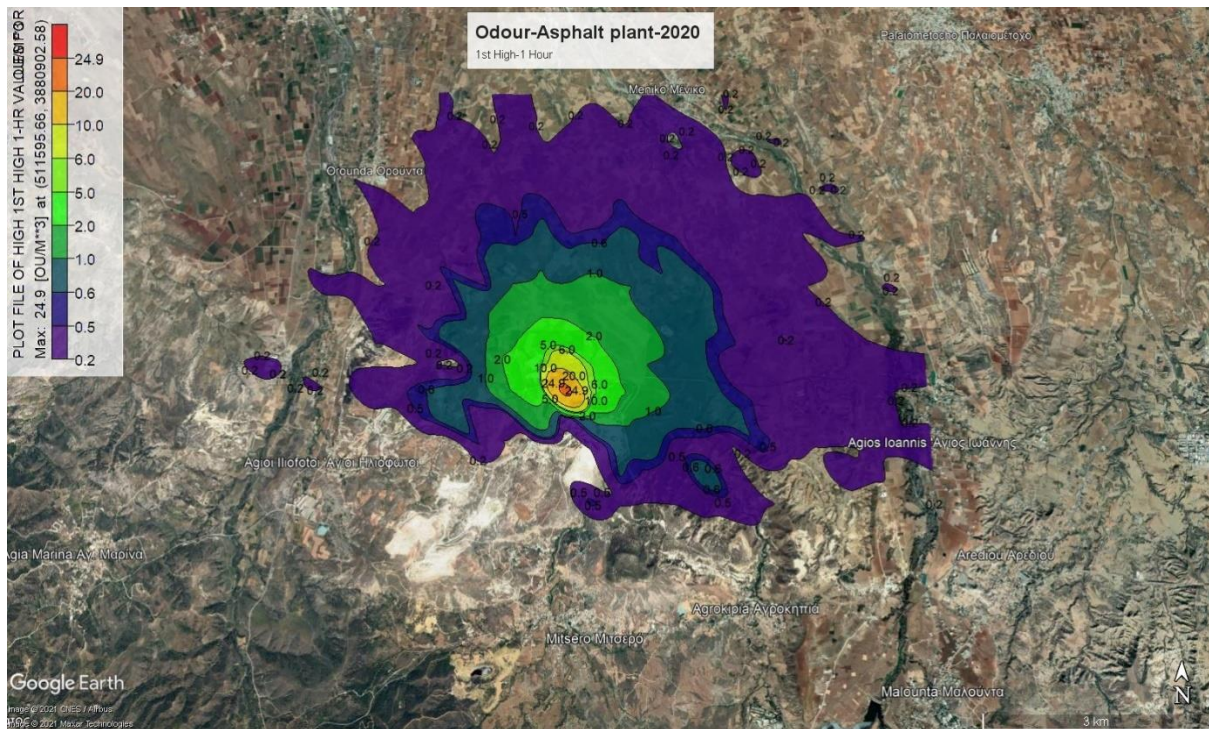 Odour-Asphalt plant-2020
1st High-1 Hour
PLOT FILE OF HIGH 1ST HIGH 1-HR VALUES FOR
Max: 24.9 [OU/M**3] at (511595.66, 3880902.58)
24.9
20.0
10.0
6.0
5.0
2.0
1.0
0.6
0.5
0.2
Palaiometocho Παλαιομέτοχο
Meniko Μένικο
Orounda Ορούντα
Agios Ioannis Άγιος Ιωάννης
Agioi Iliofotoi Άγιοι Ηλιόφωτοι
Agia Marina Αγ. Μαρίνα
Arediou Αρεδιού
Agrokipia Αγροκηπιά
Mitsero Μιτσερό
Malounta Μαλούντα
Google Earth
Image © 2021 CNES / Airbus
Image © 2021 Maxar Technologies
N
3 km